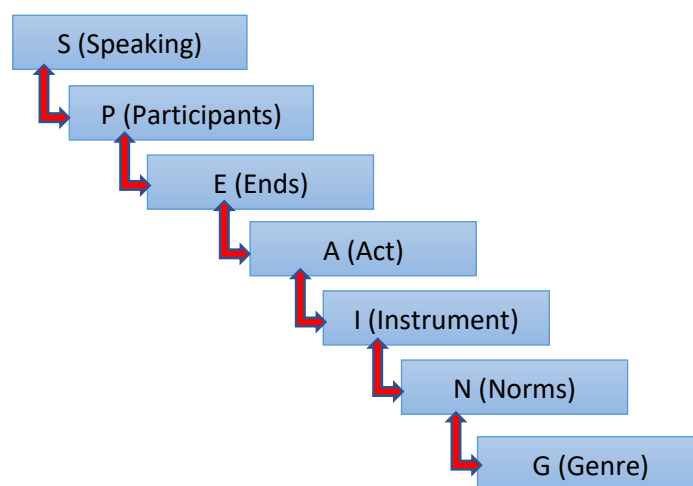 S (Speaking)
P (Participants)
E (Ends)
A (Act)
I (Instrument)
N (Norms)
G (Genre)